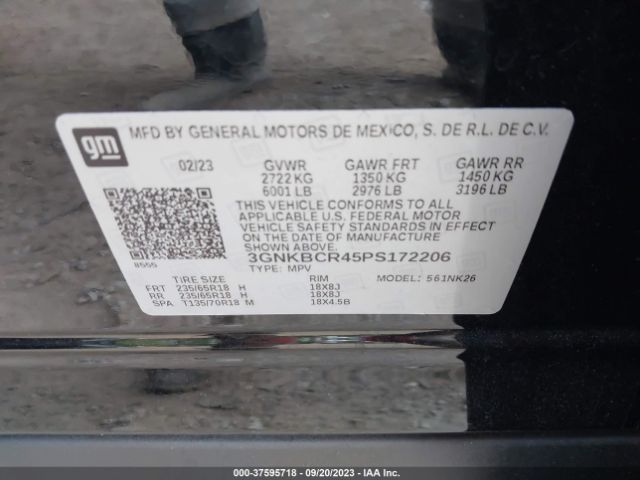 gm
MFD BY GENERAL MOTORS DE MEXICO, S. DE R.L. DE C.V.
02/23 GVWR GAWR FRT GAWR RR
2722 KG 1350 KG 1450 KG
6001 LB 2976 LB 3196 LB
THIS VEHICLE CONFORMS TO ALL
APPLICABLE U.S. FEDERAL MOTOR
VEHICLE SAFETY STANDARDS IN EFFECT
ON THE DATE OF MANUFACTURE
SHOWN ABOVE.
3GNKBCR45PS172206
TYPE: MPV MODEL: 561NK26
TIRE SIZE RIM
FRT 235/65R18 H 18X8J
RR 235/65R18 H 18X8J
SPA T135/70R18 M 18X4.5B
000-37595718 - 09/20/2023 - IAA Inc.